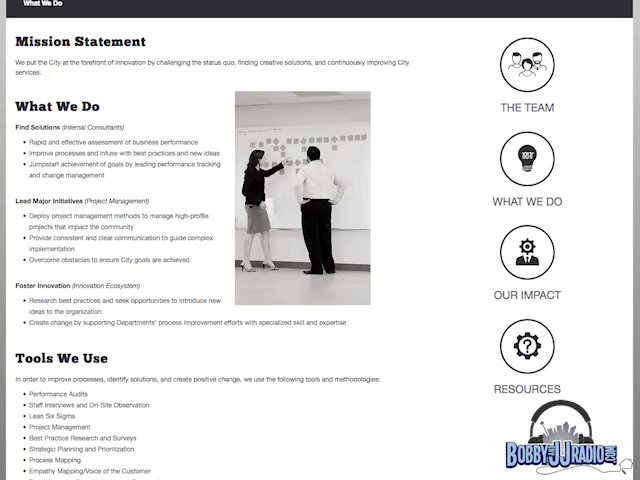 What We Do
Mission Statement
We put the City at the forefront of innovation by challenging the status quo, finding creative solutions, and continuously improving City
services.
What We Do
Find Solutions (Internal Consultants)
Rapid and effective assessment of business performance
Improve processes and infuse with best practices and new ideas
Jumpstart achievement of goals by leading performance tracking
and change management
Lead Major Initiatives (Project Management)
Deploy project management methods to manage high-profile
projects that impact the community
Provide consistent and clear communication to guide complex
implementation
Overcome obstacles to ensure City goals are achieved
Foster Innovation (Innovation Ecosystem)
Research best practices and seek opportunities to introduce new
ideas to the organization
Create change by supporting Departments' process improvement efforts with specialized skill and expertise
Tools We Use
In order to improve processes, identify solutions, and create positive change, we use the following tools and methodologies:
Performance Audits
Staff Interviews and On-Site Observation
Lean Six Sigma
Project Management
Best Practice Research and Surveys
Strategic Planning and Prioritization
Process Mapping
Empathy Mapping/Voice of the Customer
THE TEAM
WHAT WE DO
OUR IMPACT
RESOURCES
BOBBY AND JJ RADIO.COM